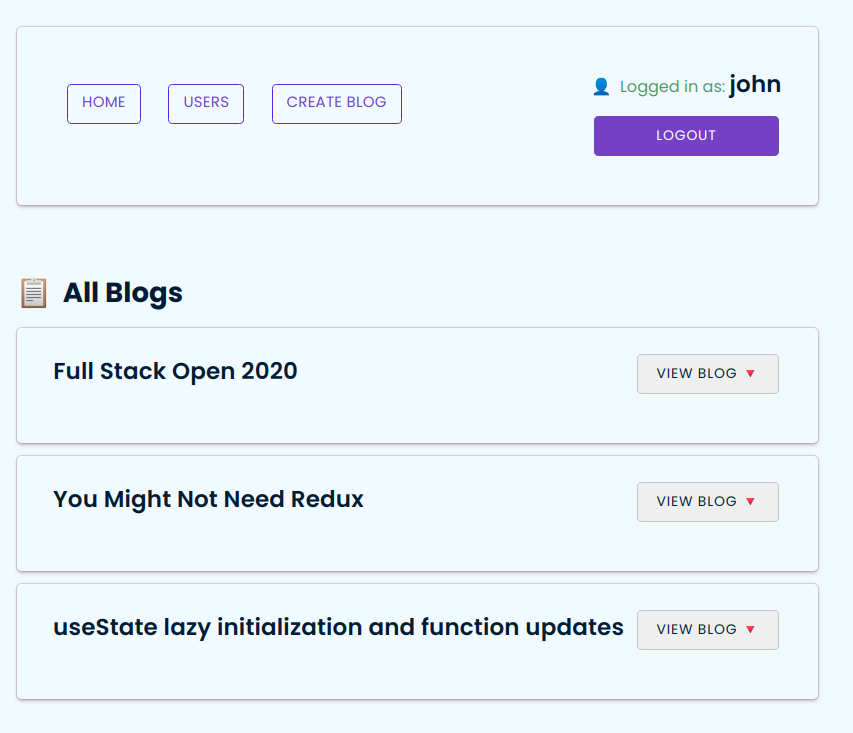 HOME USERS CREATE BLOG
Logged in as: john
LOGOUT
All Blogs
Full Stack Open 2020 VIEW BLOG
You Might Not Need Redux VIEW BLOG
useState lazy initialization and function updates VIEW BLOG